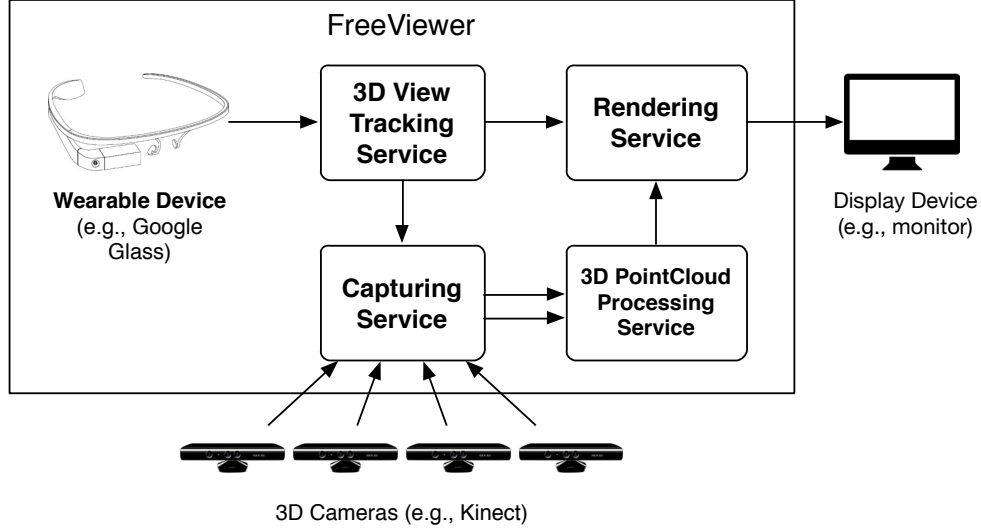 FreeViewer
3D View
Tracking
Service
Rendering
Service
Wearable Device
(e.g., Google
Glass)
Display Device
(e.g., monitor)
Capturing
Service
3D PointCloud
Processing
Service
3D Cameras (e.g., Kinect)